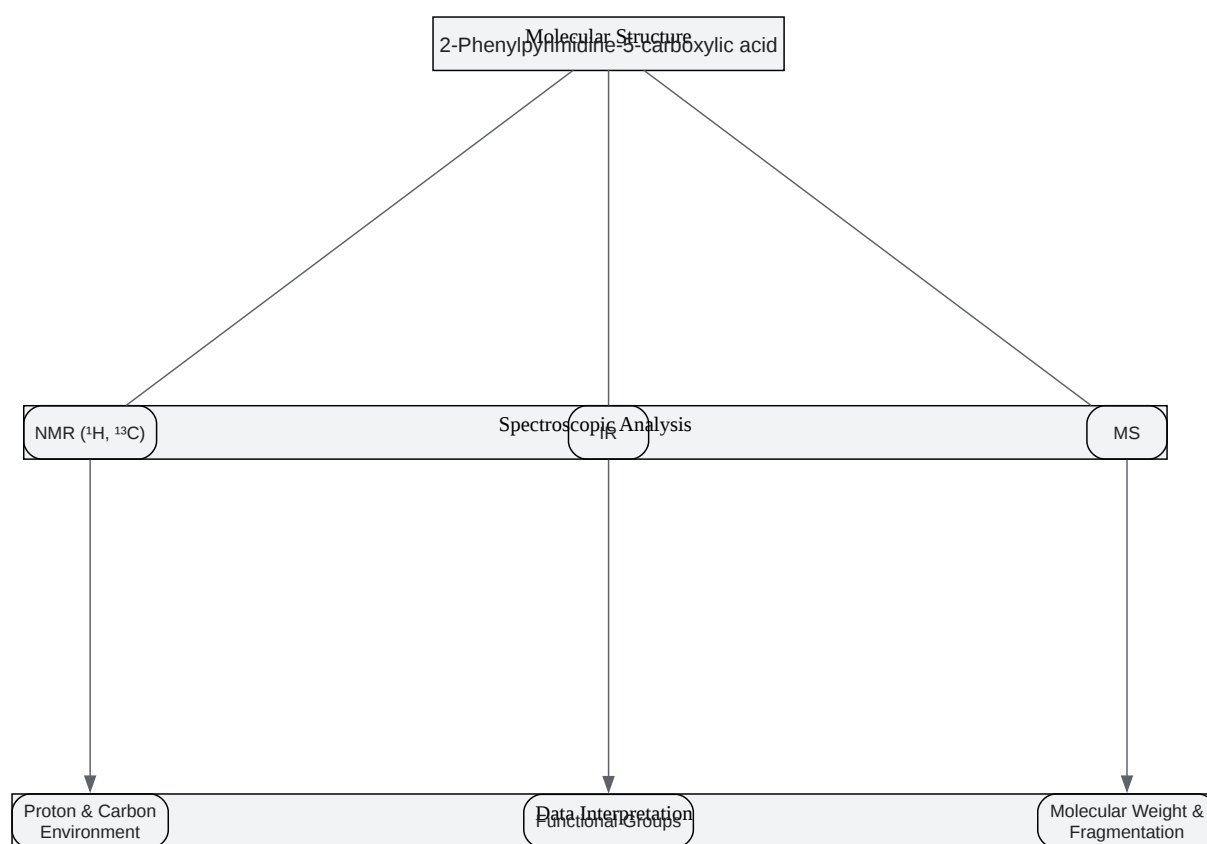 Molecular Structure
2-Phenylpyrimidine-5-carboxylic acid
Spectroscopic Analysis
NMR (¹H, ¹³C)
IR
MS
Data Interpretation
Proton & Carbon
Environment
Functional Groups
Molecular Weight &
Fragmentation